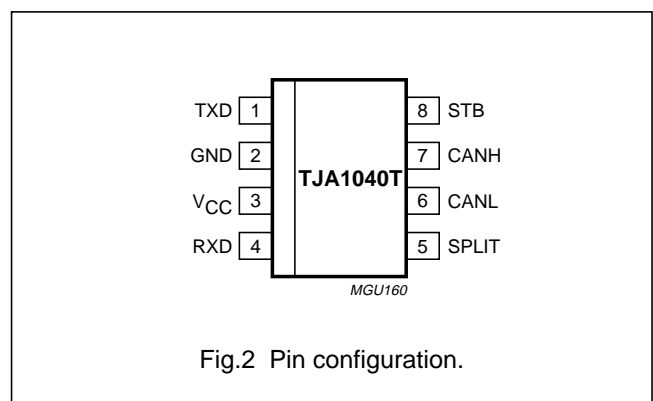 TXD 1 8 STB
GND 2 7 CANH
TJA1040T
VCC 3 6 CANL
RXD 4 5 SPLIT
MGU160
Fig.2 Pin configuration.